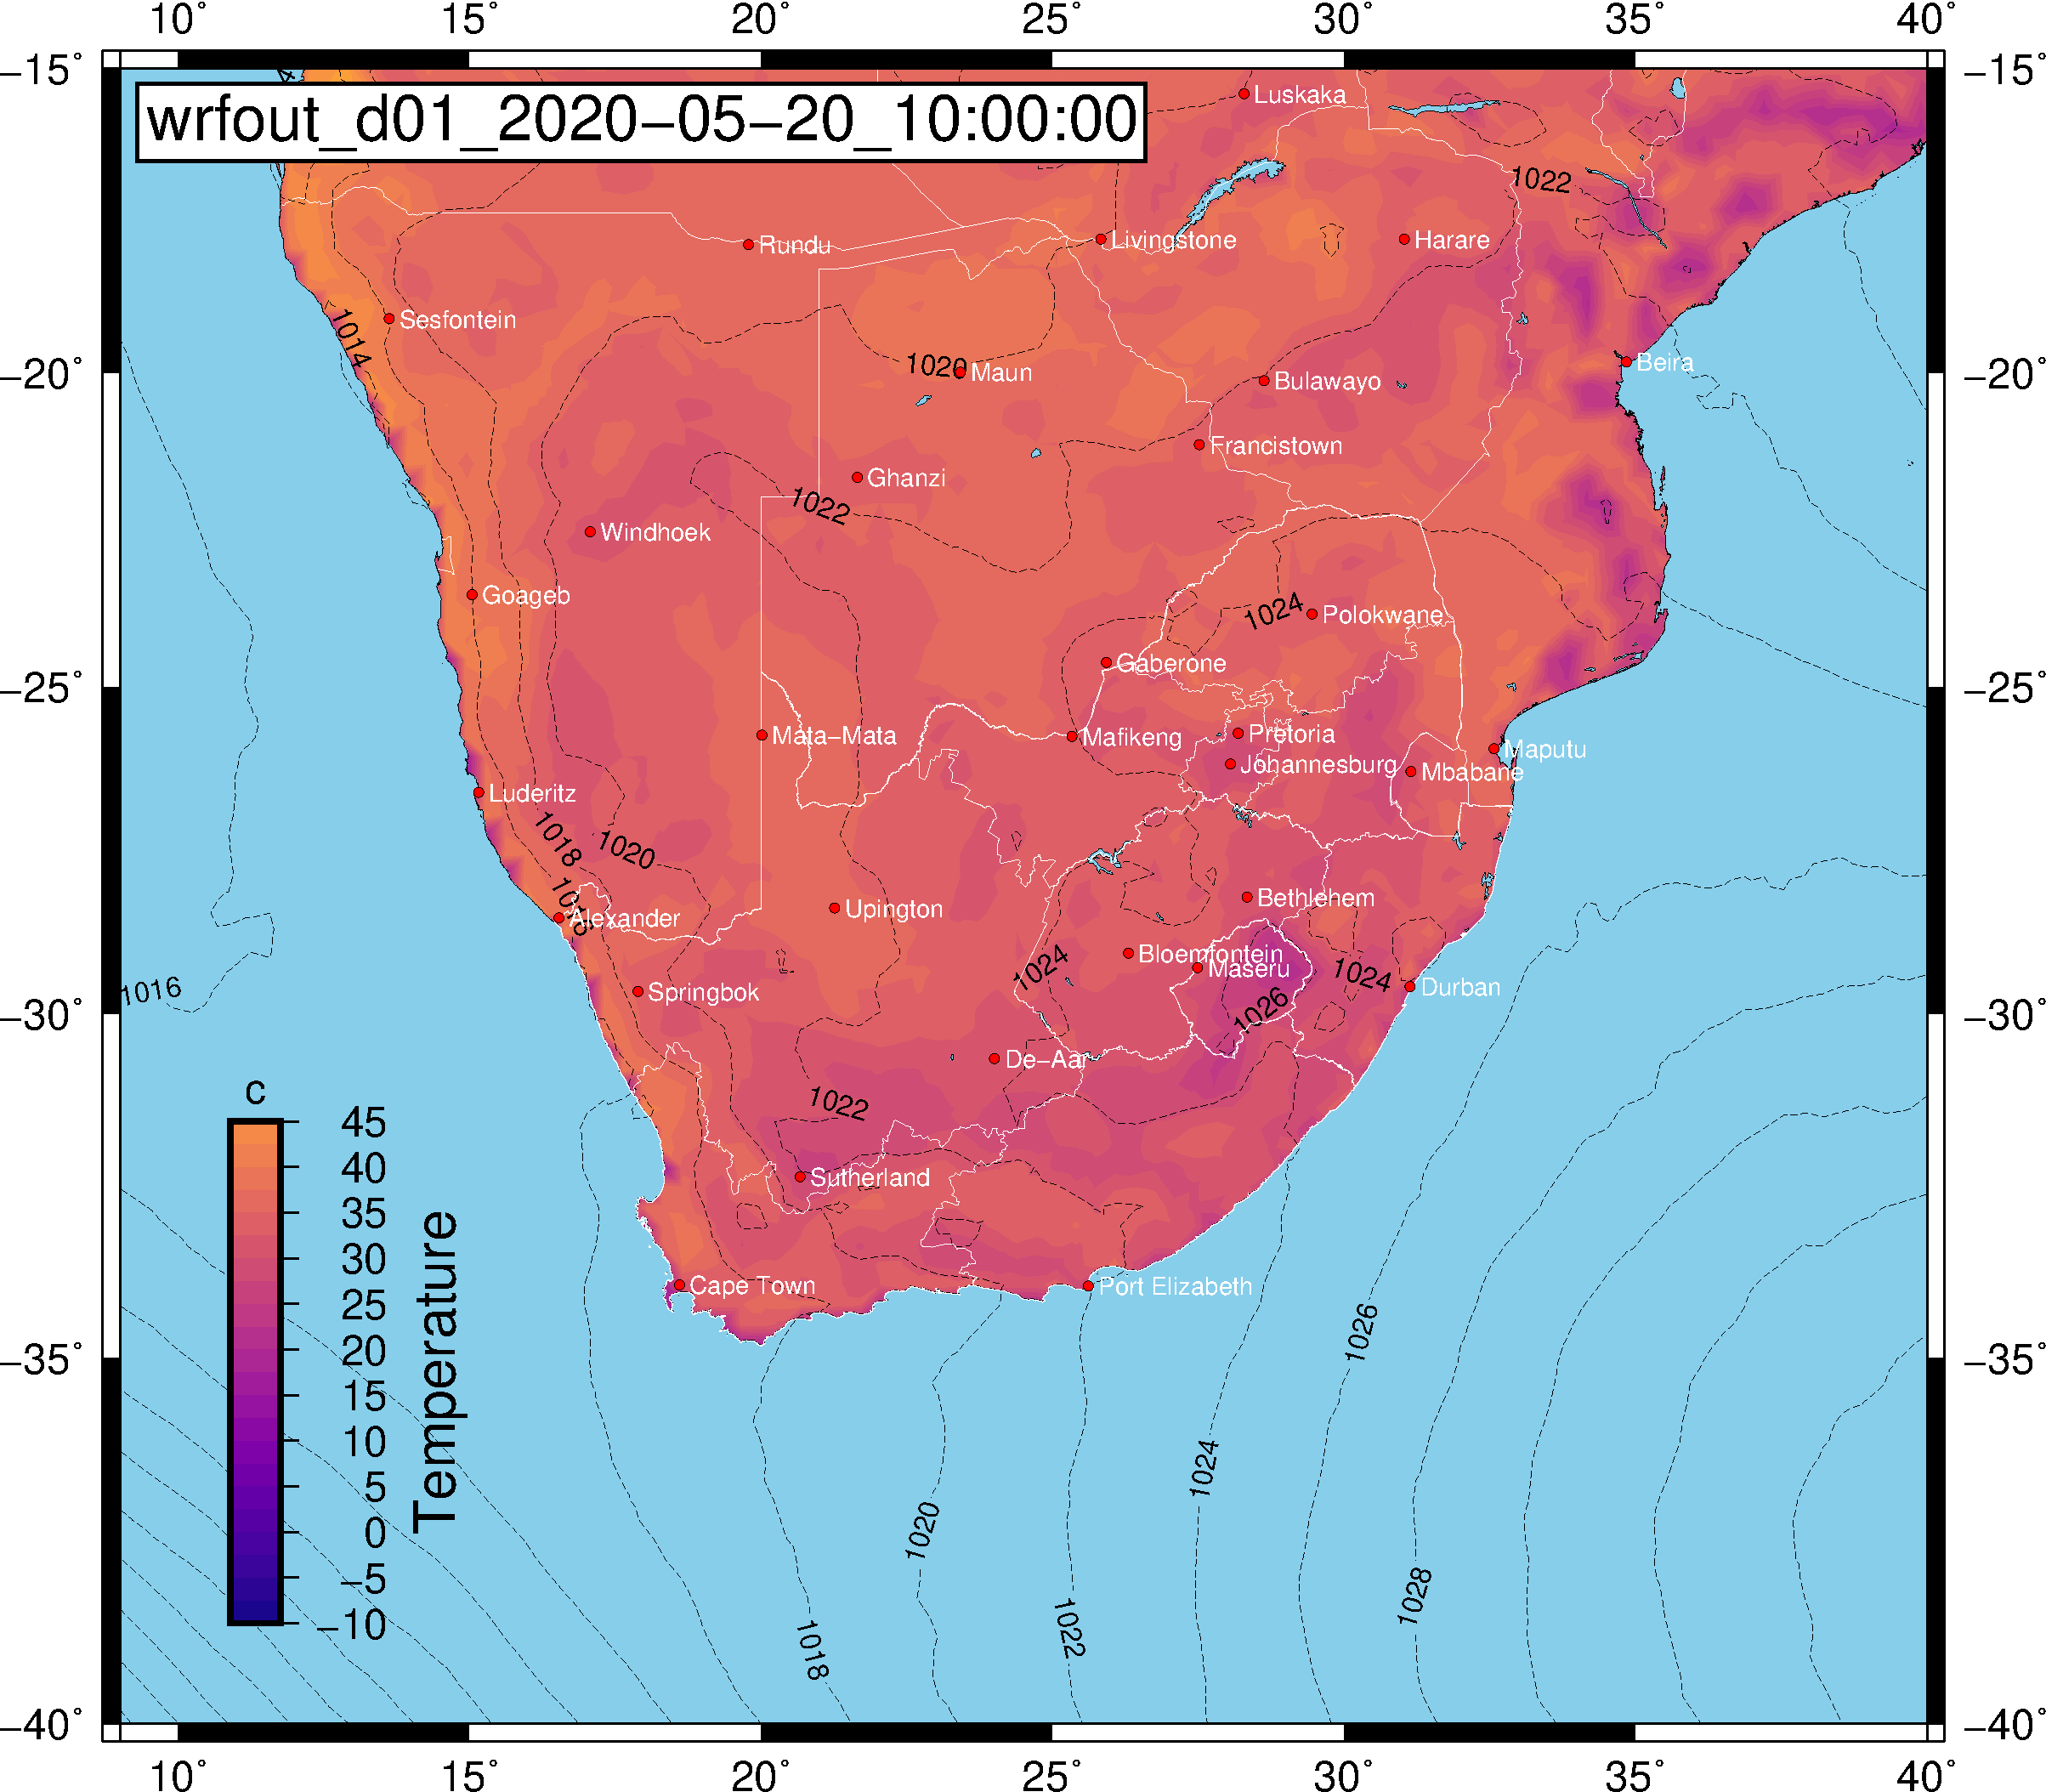 10° 15° 20° 25° 30° 35° 40°
−15° −15°
wrfout_d01_2020−05−20_10:00:00
Luskaka
1022
Rundu
Livingstone
Harare
Sesfontein
1014
−20° −20°
1020
Maun
Bulawayo
Beira
Francistown
Ghanzi
1022
Windhoek
Goageb
1024
Polokwane
Gaberone
−25° −25°
Mata−Mata
Mafikeng
Pretoria
Johannesburg
Mbabane
Maputu
Luderitz
1018
1020
1016
Alexander
Upington
Bethlehem
Bloemfontein
Maseru
1024
1024
Durban
1016
Springbok
1026
−30° −30°
De−Aar
1022
Sutherland
Cape Town
Port Elizabeth
1026
−35° −35°
1024
1020
1028
1022
1018
c
45
40
35
30
25
20
15
10
5
0
−5
−10
Temperature
−40° −40°
10° 15° 20° 25° 30° 35° 40°